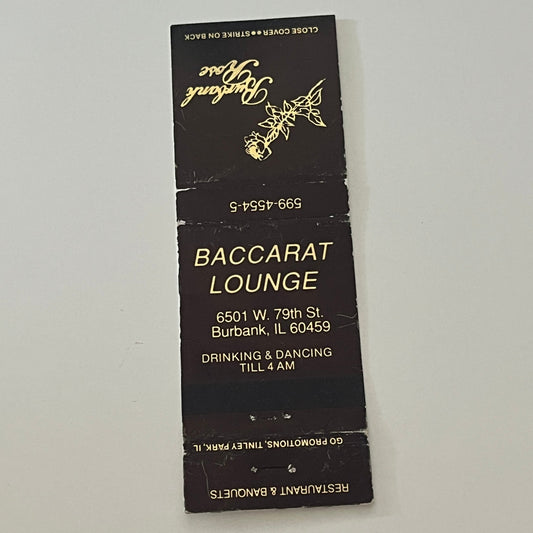 CLOSE COVER●●STRIKE ON BACK
Burbank
Rose
599-4554-5
BACCARAT
LOUNGE
6501 W. 79th St.
Burbank, IL 60459
DRINKING & DANCING
TILL 4 AM
GO PROMOTIONS, TINLEY PARK, IL
RESTAURANT & BANQUETS